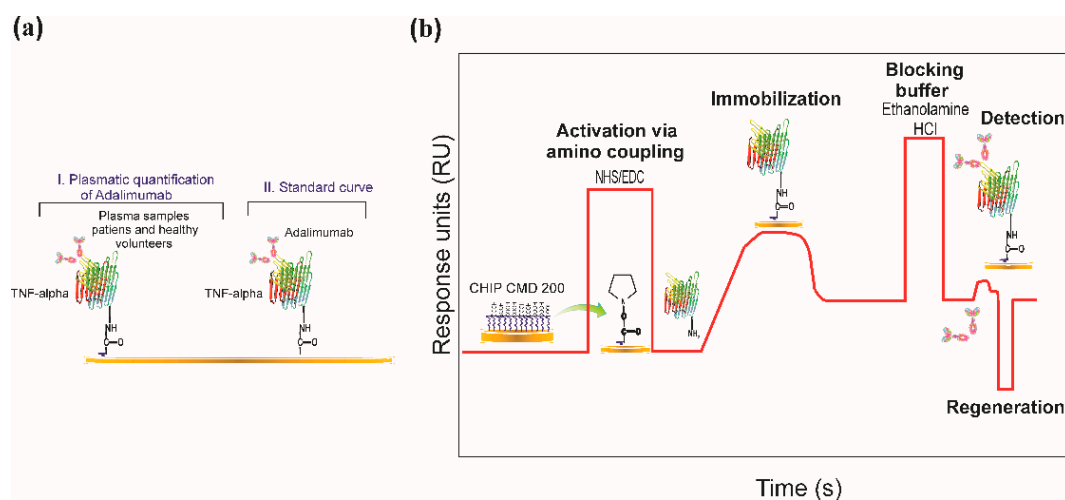 (a)
I. Plasmatic quantification
of Adalimumab
II. Standard curve
Plasma samples
patiens and healthy
volunteers
Adalimumab
TNF-alpha
TNF-alpha
NH
C—O
NH
C—O
(b)
Response units (RU)
Activation via
amino coupling
NHS/EDC
CHIP CMD 200
Immobilization
NH
C=O
Blocking
buffer
Ethanolamine
HCl
Detection
NH
C—O
Regeneration
Time (s)